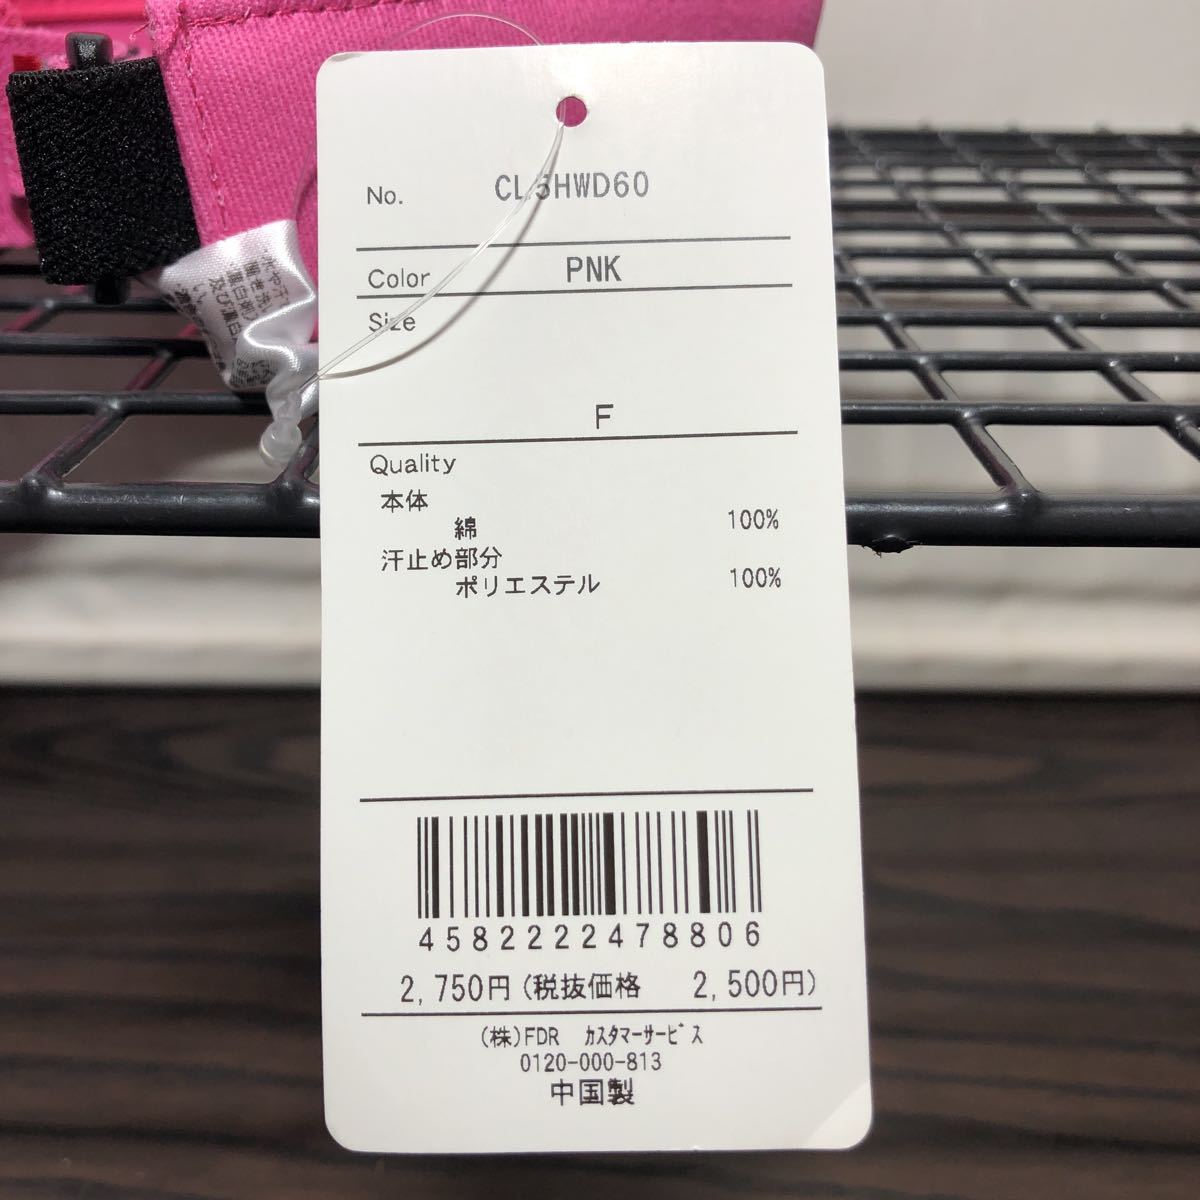 No. CL5HWD60
Color PNK
Size
F
Quality
本体
綿 100%
汗止め部分
ポリエステル 100%
4582222478806
2,750円(税抜価格 2,500円)
(株)FDR ｶｽﾀﾏｰｻｰﾋﾞｽ
0120-000-813
中国製